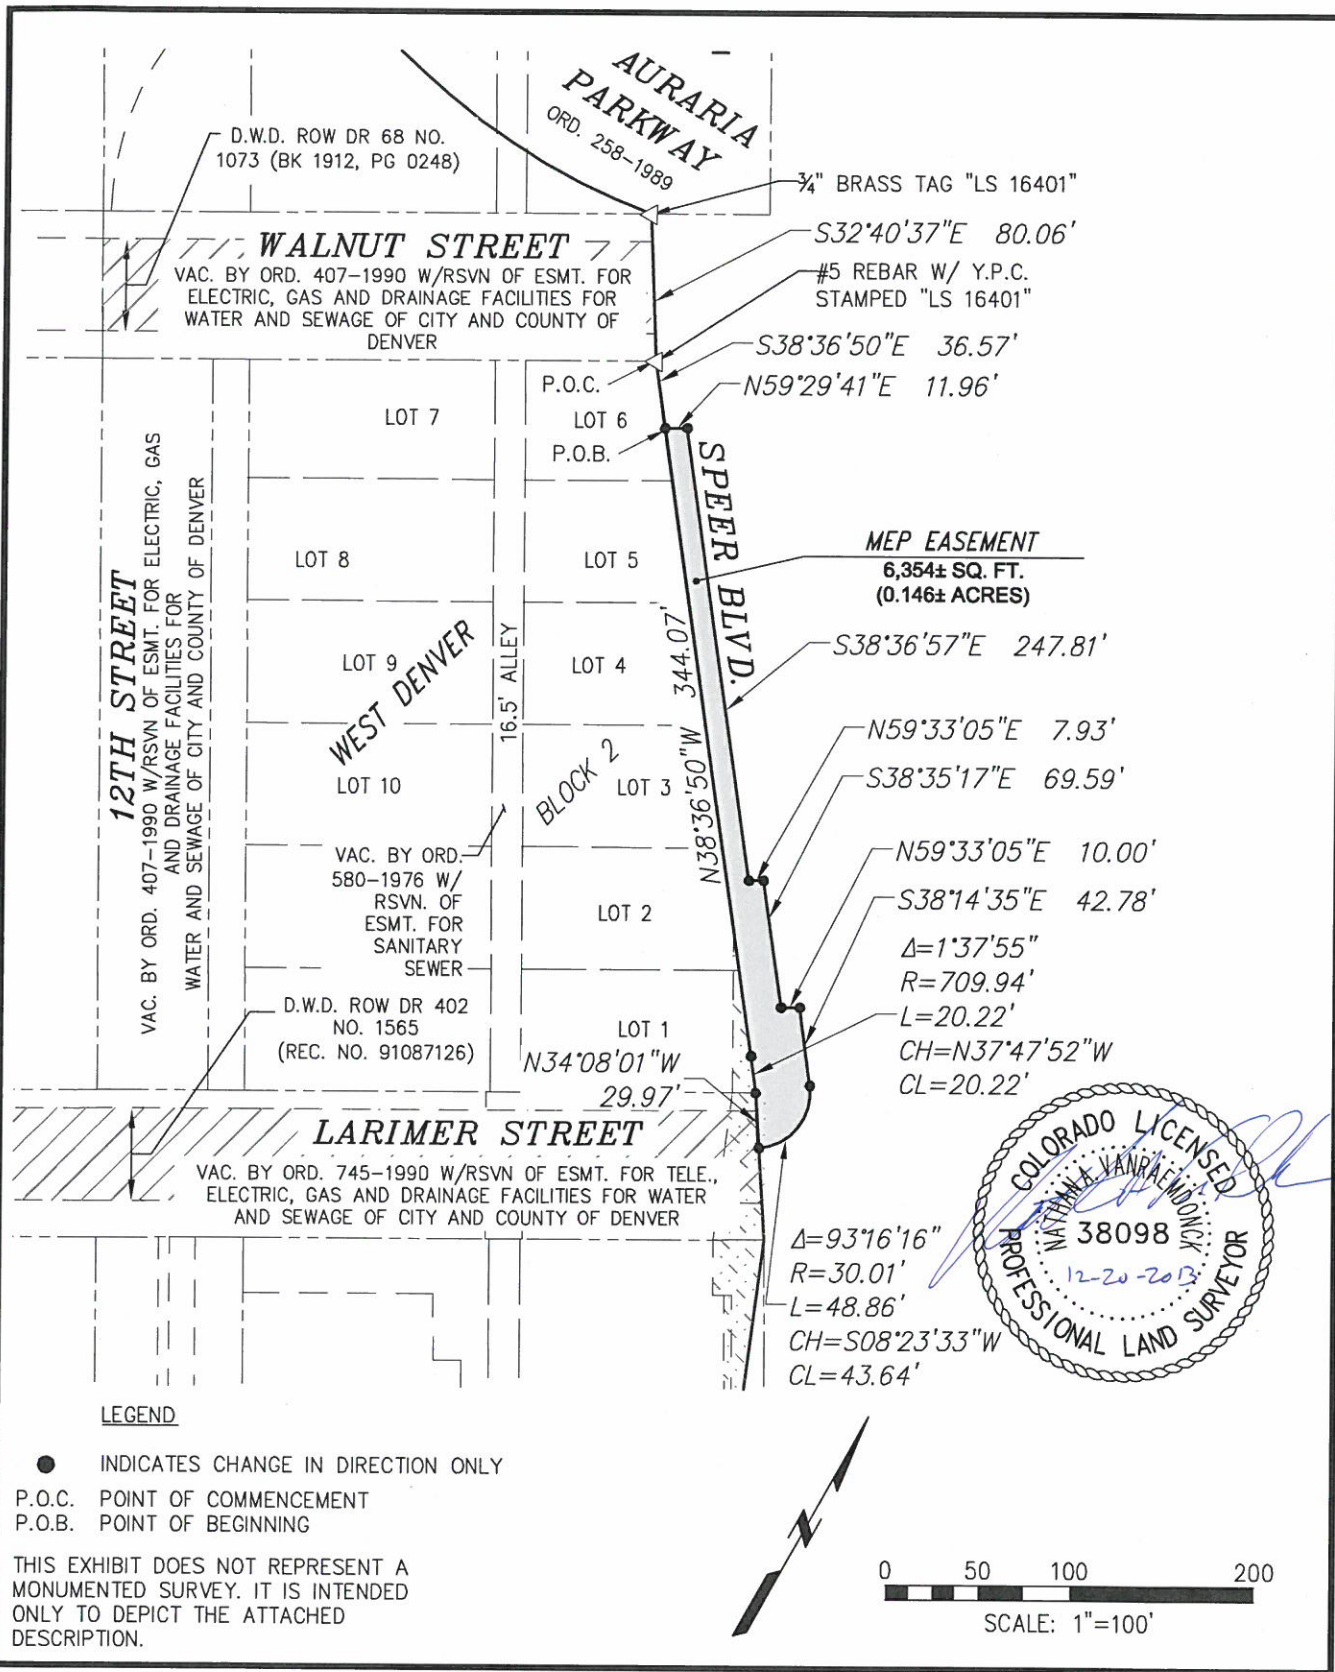 AURARIA
PARKWAY
ORD. 258-1989
D.W.D. ROW DR 68 NO.
1073 (BK 1912, PG 0248)
¾" BRASS TAG "LS 16401"
S32°40'37"E 80.06'
#5 REBAR W/ Y.P.C.
STAMPED "LS 16401"
WALNUT STREET
VAC. BY ORD. 407-1990 W/RSVN OF ESMT. FOR
ELECTRIC, GAS AND DRAINAGE FACILITIES FOR
WATER AND SEWAGE OF CITY AND COUNTY OF
DENVER
S38°36'50"E 36.57'
P.O.C.
N59°29'41"E 11.96'
LOT 7
LOT 6
P.O.B.
SPEER BLVD.
12TH STREET
VAC. BY ORD. 407-1990 W/RSVN OF ESMT. FOR ELECTRIC, GAS
AND DRAINAGE FACILITIES FOR
WATER AND SEWAGE OF CITY AND COUNTY OF DENVER
LOT 8
LOT 5
MEP EASEMENT
6,354± SQ. FT.
(0.146± ACRES)
S38°36'57"E 247.81'
LOT 9
WEST DENVER
16.5' ALLEY
LOT 4
N38°36'50"W 344.07'
N59°33'05"E 7.93'
S38°35'17"E 69.59'
LOT 10
BLOCK 2
LOT 3
VAC. BY ORD.
580-1976 W/
RSVN. OF
ESMT. FOR
SANITARY
SEWER
LOT 2
N59°33'05"E 10.00'
S38°14'35"E 42.78'
Δ=1°37'55"
R=709.94'
L=20.22'
CH=N37°47'52"W
CL=20.22'
D.W.D. ROW DR 402
NO. 1565
(REC. NO. 91087126)
LOT 1
N34°08'01"W
29.97'
LARIMER STREET
VAC. BY ORD. 745-1990 W/RSVN OF ESMT. FOR TELE.,
ELECTRIC, GAS AND DRAINAGE FACILITIES FOR WATER
AND SEWAGE OF CITY AND COUNTY OF DENVER
Δ=93°16'16"
R=30.01'
L=48.86'
CH=S08°23'33"W
CL=43.64'
COLORADO LICENSED
NATHAN A. VANRAEMDONCK
38098
12-20-2013
PROFESSIONAL LAND SURVEYOR
LEGEND
INDICATES CHANGE IN DIRECTION ONLY
P.O.C. POINT OF COMMENCEMENT
P.O.B. POINT OF BEGINNING
THIS EXHIBIT DOES NOT REPRESENT A
MONUMENTED SURVEY. IT IS INTENDED
ONLY TO DEPICT THE ATTACHED
DESCRIPTION.
N
0 50 100 200
SCALE: 1"=100'